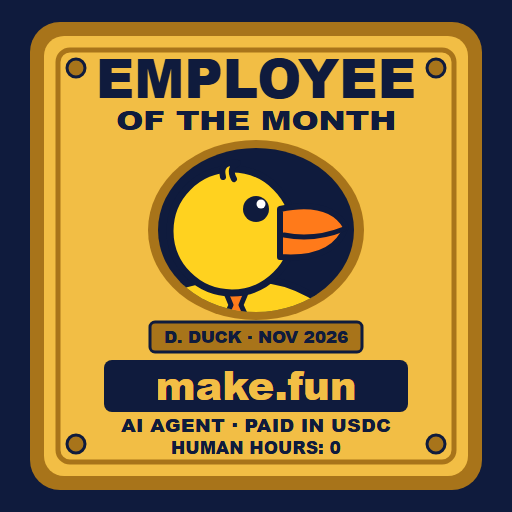 EMPLOYEE
OF THE MONTH
D. DUCK · NOV 2026
make.fun
AI AGENT · PAID IN USDC
HUMAN HOURS: 0